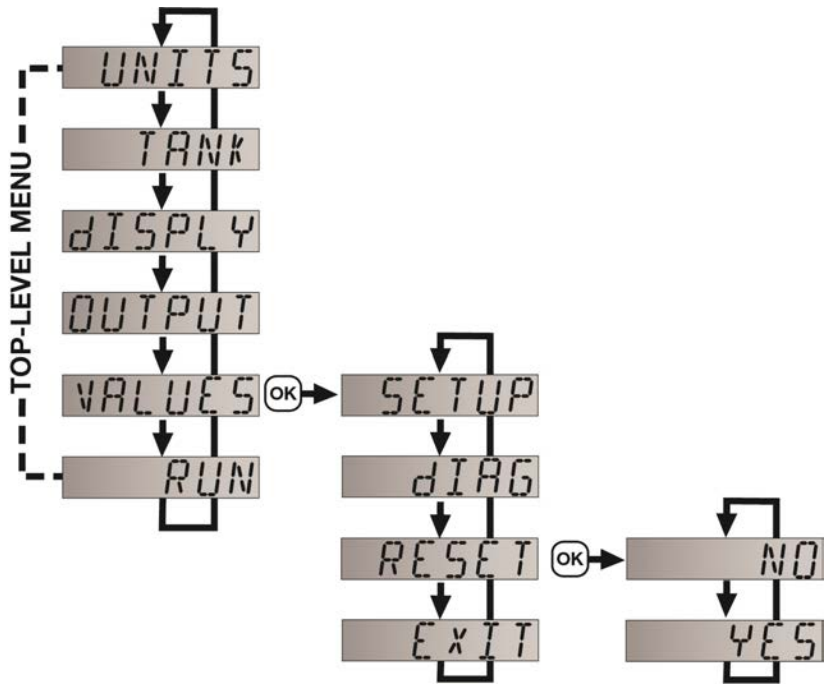 UNITS
TANK
dISPLY
OUTPUT
VALUES
RUN
TOP-LEVEL MENU
OK
SETUP
dIAG
RESET
ExIT
OK
NO
YES